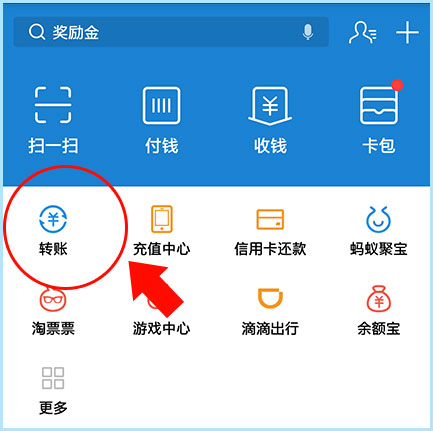 奖励金
扫一扫 付钱 收钱 卡包
转账 充值中心 信用卡还款 蚂蚁聚宝
淘票票 游戏中心 滴滴出行 余额宝
更多